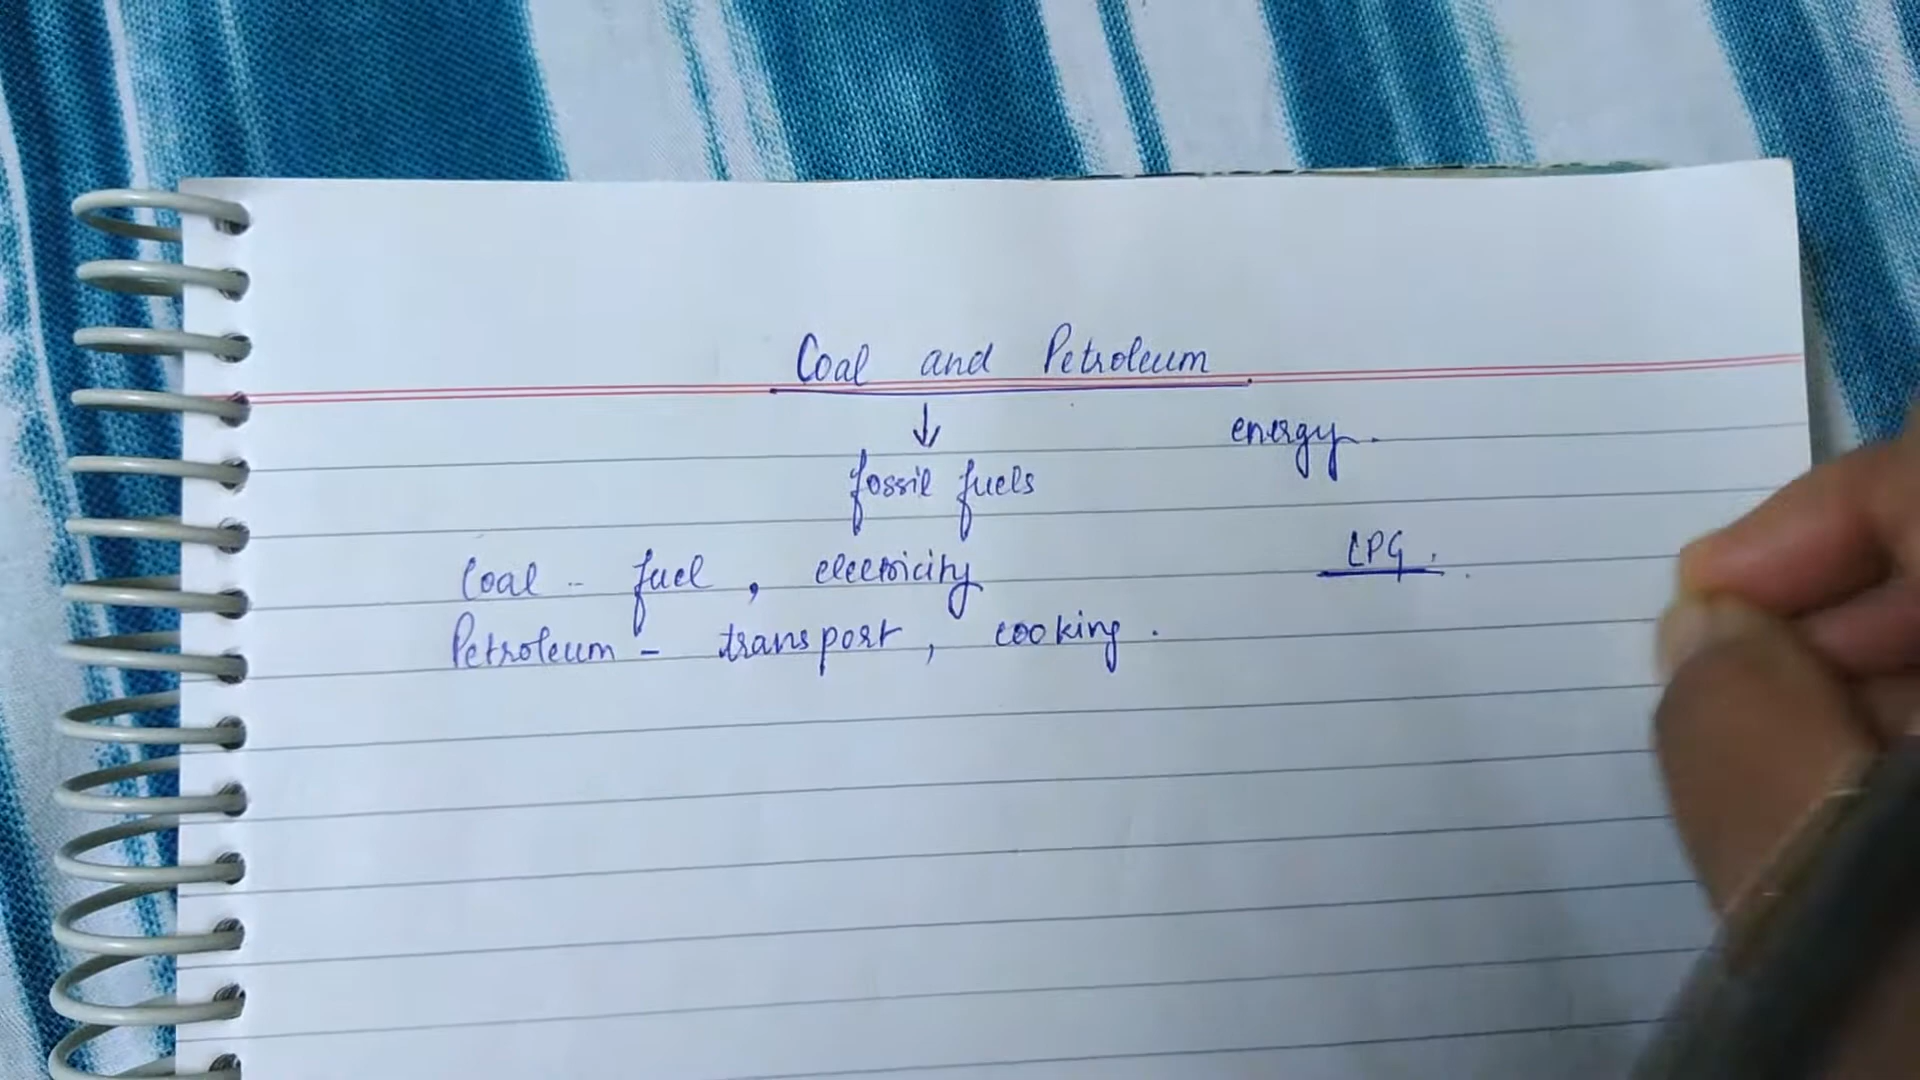 Coal and Petroleum
↓ energy.
fossil fuels
LPG.
Coal - fuel, electricity
Petroleum - transport, cooking.